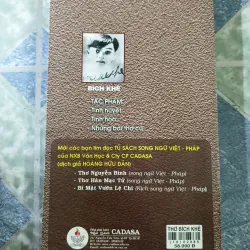 BÍCH KHÊ
TÁC PHẨM:
- Tinh huyết
- Tinh hoa
- Những bài thơ cũ
Mời các bạn tìm đọc TỦ SÁCH SONG NGỮ VIỆT - PHÁP
của NXB Văn Học & Cty CP CADASA
(dịch giả HOÀNG HỮU ĐẢN)
- Thơ Nguyễn Bính (song ngữ Việt - Pháp)
- Thơ Hàn Mạc Tử (song ngữ Việt - Pháp)
- Bí Mật Vườn Lệ Chi (Kịch song ngữ Việt - Pháp)
CADASA
THƠ BÍCH KHÊ